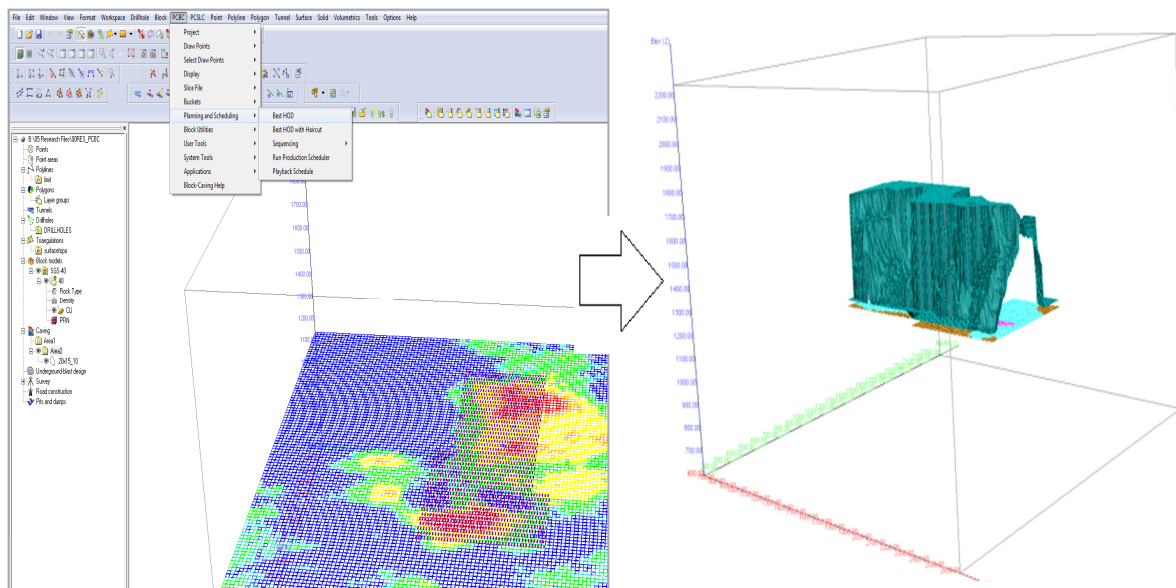 File Edit Window View Format Workspace Drillhole Block PCBC PCSLC Point Polyline Polygon Tunnel Surface Solid Volumetrics Tools Options Help
Project
Draw Points
Select Draw Points
Display
Slice File
Buckets
Planning and Scheduling
Block Utilities
User Tools
System Tools
Applications
Block-Caving Help
Best HOD
Best HOD with Haircut
Sequencing
Run Production Scheduler
Playback Schedule
Points
Point areas
Polylines
limit
Polygons
Layer groups
Tunnels
Drillholes
DRILLHOLES
Triangulations
surfacetopo
Block models
SGS-40
40
Rock Type
Density
CU
PRN
Caving
Area1
Area2
20x15_10
Underground-blast design
Survey
Road construction
Pits and dumps
1700.00
1600.00
1500.00
1400.00
1300.00
1200.00
Elev (Z)
2200.00
2100.00
2000.00
1900.00
1800.00
1700.00
1600.00
1500.00
1400.00
1300.00
1200.00
1100.00
1000.00
900.00
800.00
700.00